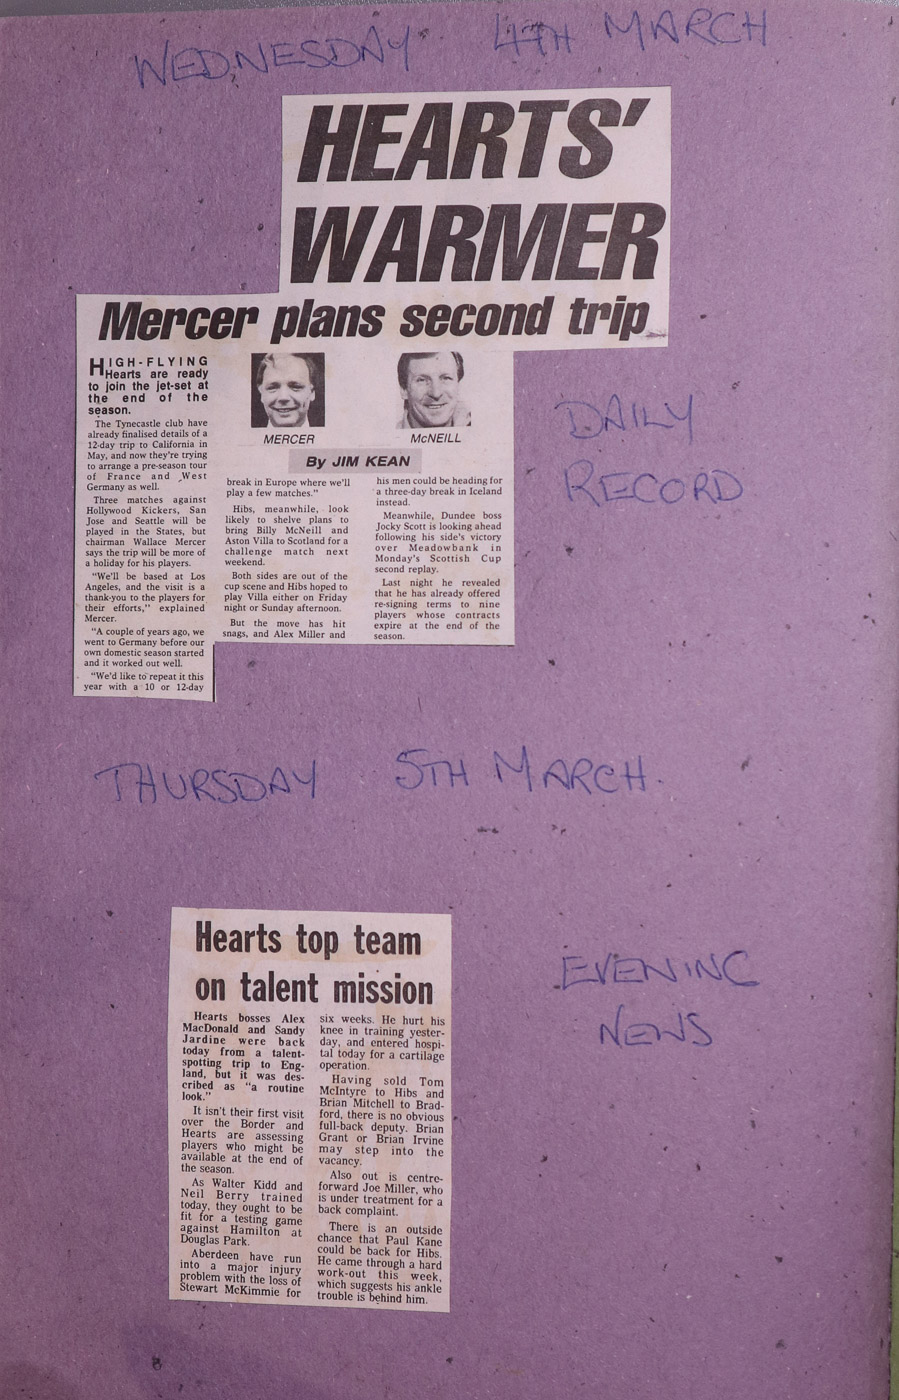 WEDNESDAY 4TH MARCH
HEARTS'
WARMER
Mercer plans second trip
HIGH-FLYING
Hearts are ready
to join the jet-set at
the end of the
season.
The Tynecastle club have
already finalised details of a
12-day trip to California in
May, and now they're trying
to arrange a pre-season tour
of France and West
Germany as well.
Three matches against
Hollywood Kickers, San
Jose and Seattle will be
played in the States, but
chairman Wallace Mercer
says the trip will be more of
a holiday for his players.
"We'll be based at Los
Angeles, and the visit is a
thank-you to the players for
their efforts," explained
Mercer.
"A couple of years ago, we
went to Germany before our
own domestic season started
and it worked out well.
"We'd like to repeat it this
year with a 10 or 12-day
MERCER
McNEILL
By JIM KEAN
break in Europe where we'll
play a few matches."
Hibs, meanwhile, look
likely to shelve plans to
bring Billy McNeill and
Aston Villa to Scotland for a
challenge match next
weekend.
Both sides are out of the
cup scene and Hibs hoped to
play Villa either on Friday
night or Sunday afternoon.
But the move has hit
snags, and Alex Miller and
his men could be heading for
a three-day break in Iceland
instead.
Meanwhile, Dundee boss
Jocky Scott is looking ahead
following his side's victory
over Meadowbank in
Monday's Scottish Cup
second replay.
Last night he revealed
that he has already offered
re-signing terms to nine
players whose contracts
expire at the end of the
season.
DAILY
RECORD
THURSDAY 5TH MARCH.
Hearts top team
on talent mission
Hearts bosses Alex
MacDonald and Sandy
Jardine were back
today from a talent-
spotting trip to Eng-
land, but it was des-
cribed as "a routine
look."
It isn't their first visit
over the Border and
Hearts are assessing
players who might be
available at the end of
the season.
As Walter Kidd and
Neil Berry trained
today, they ought to be
fit for a testing game
against Hamilton at
Douglas Park.
Aberdeen have run
into a major injury
problem with the loss of
Stewart McKimmie for
six weeks. He hurt his
knee in training yester-
day, and entered hospi-
tal today for a cartilage
operation.
Having sold Tom
McIntyre to Hibs and
Brian Mitchell to Brad-
ford, there is no obvious
full-back deputy. Brian
Grant or Brian Irvine
may step into the
vacancy.
Also out is centre-
forward Joe Miller, who
is under treatment for a
back complaint.
There is an outside
chance that Paul Kane
could be back for Hibs.
He came through a hard
work-out this week,
which suggests his ankle
trouble is behind him.
EVENING
NEWS